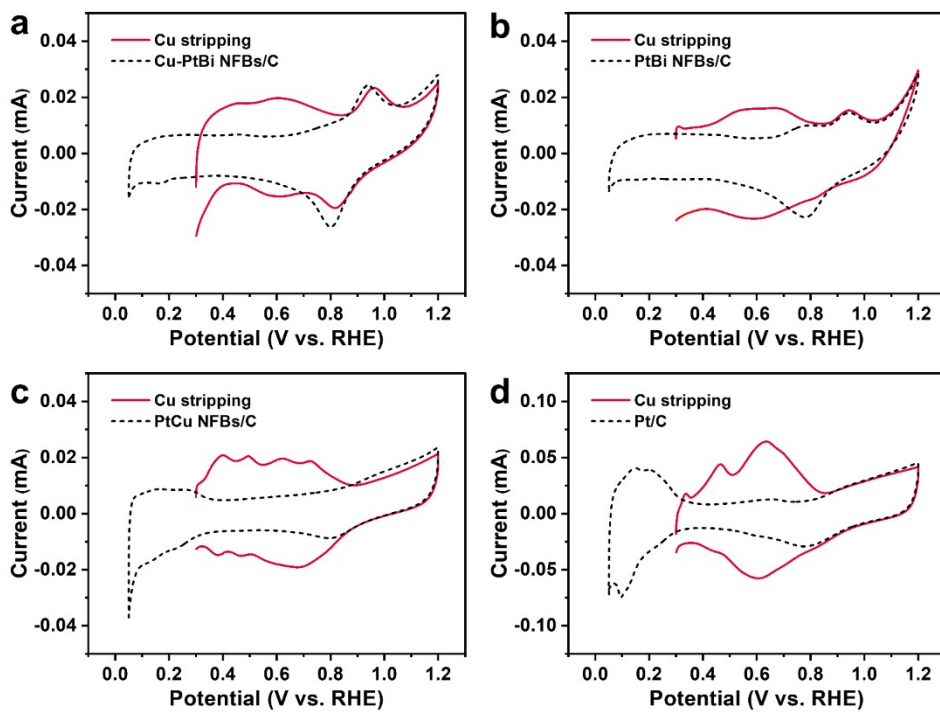 a
Cu stripping
Cu-PtBi NFBs/C
0.04
0.02
0.00
-0.02
-0.04
Current (mA)
0.0 0.2 0.4 0.6 0.8 1.0 1.2
Potential (V vs. RHE)
b
Cu stripping
PtBi NFBs/C
0.04
0.02
0.00
-0.02
-0.04
Current (mA)
0.0 0.2 0.4 0.6 0.8 1.0 1.2
Potential (V vs. RHE)
c
Cu stripping
PtCu NFBs/C
0.04
0.02
0.00
-0.02
-0.04
Current (mA)
0.0 0.2 0.4 0.6 0.8 1.0 1.2
Potential (V vs. RHE)
d
Cu stripping
Pt/C
0.10
0.05
0.00
-0.05
-0.10
Current (mA)
0.0 0.2 0.4 0.6 0.8 1.0 1.2
Potential (V vs. RHE)